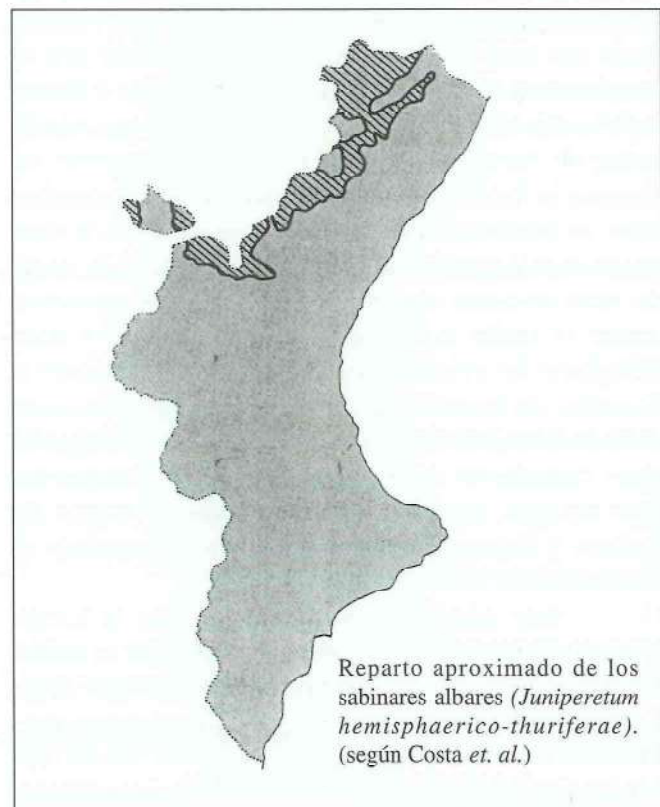 Reparto aproximado de los
sabinares albares (Juniperetum
hemisphaerico-thuriferae).
(según Costa et. al.)